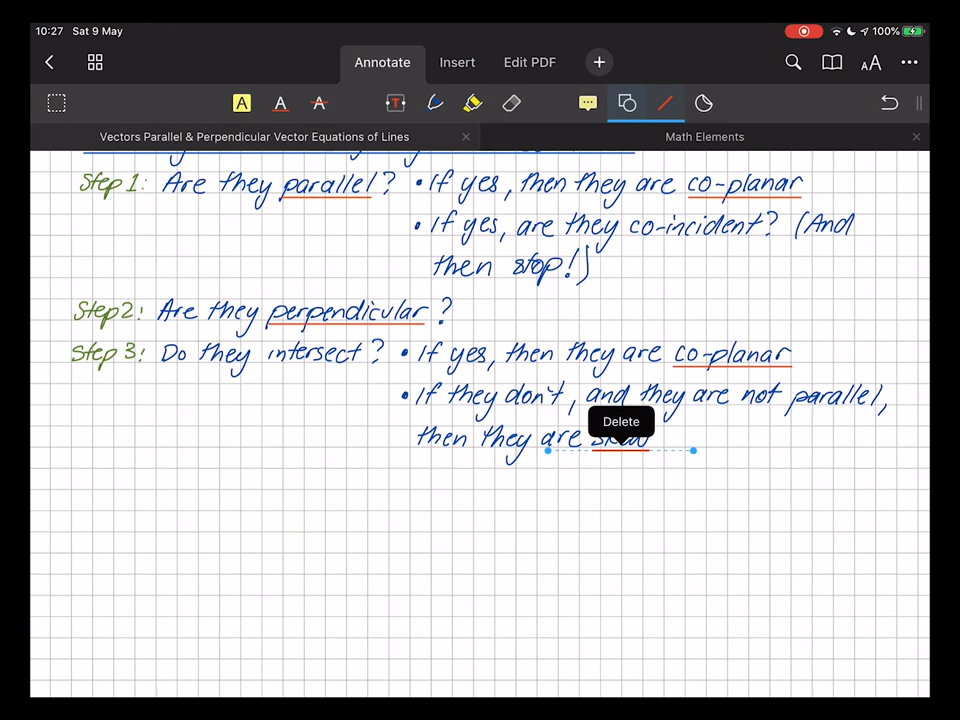 10:27 Sat 9 May 100%
Annotate Insert Edit PDF
A A A T AA
Vectors Parallel & Perpendicular Vector Equations of Lines Math Elements
Step 1: Are they parallel? • If yes, then they are co-planar
• If yes, are they co-incident? (And
then stop!)
Step 2: Are they perpendicular?
Step 3: Do they intersect? • If yes, then they are co-planar
• If they don't, and they are not parallel,
Delete
then they are skew